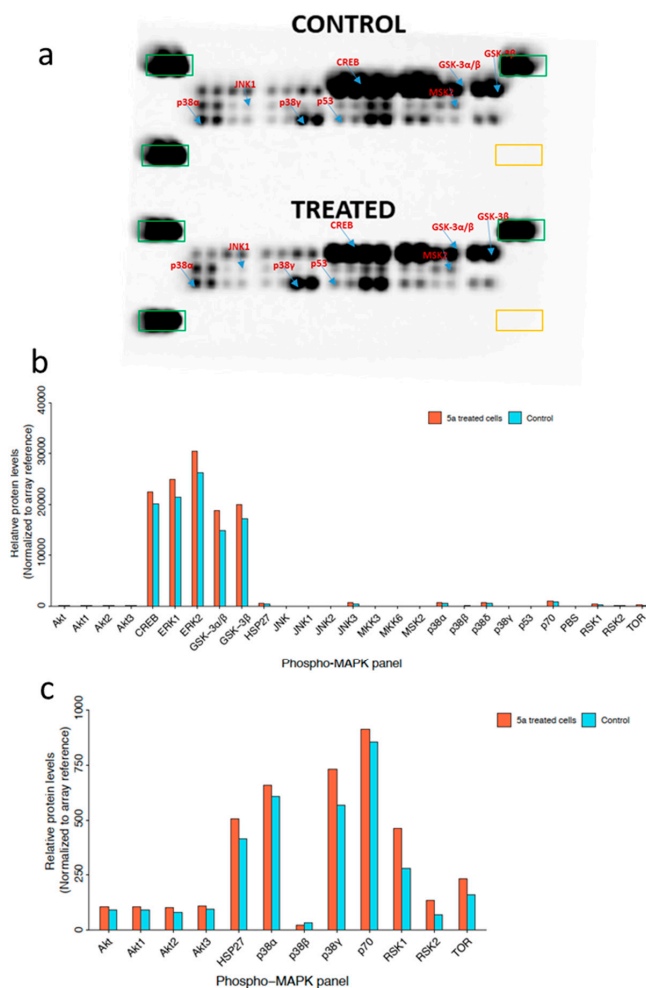 a
CONTROL
GSK-3β
CREB
GSK-3α/β
JNK1
MSK2
p38α
p38γ
p53
TREATED
CREB
GSK-3β
GSK-3α/β
JNK1
MSK2
p38α
p38γ
p53
b
Relative protein levels
(Normalized to array reference)
40000
30000
20000
10000
0
5a treated cells
Control
Akt
Akt1
Akt2
Akt3
CREB
ERK1
ERK2
GSK-3α/β
GSK-3β
HSP27
JNK
JNK1
JNK2
JNK3
MKK3
MKK6
MSK2
p38α
p38β
p38δ
p38γ
p53
p70
PBS
RSK1
RSK2
TOR
Phospho-MAPK panel
c
Relative protein levels
(Normalized to array reference)
1000
750
500
250
0
5a treated cells
Control
Akt
Akt1
Akt2
Akt3
HSP27
p38α
p38β
p38γ
p70
RSK1
RSK2
TOR
Phospho–MAPK panel